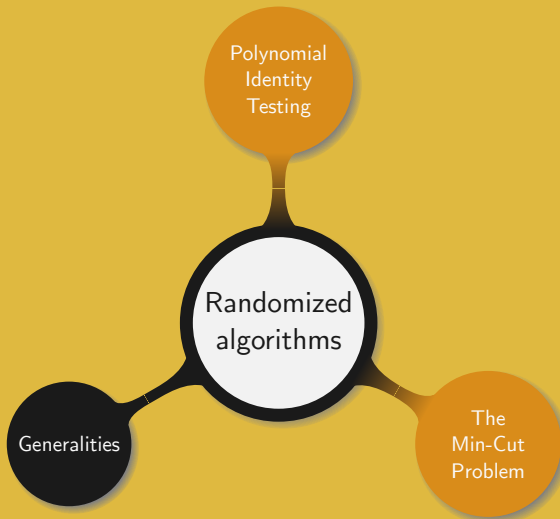 Polynomial
Identity
Testing
Randomized
algorithms
Generalities
The
Min-Cut
Problem